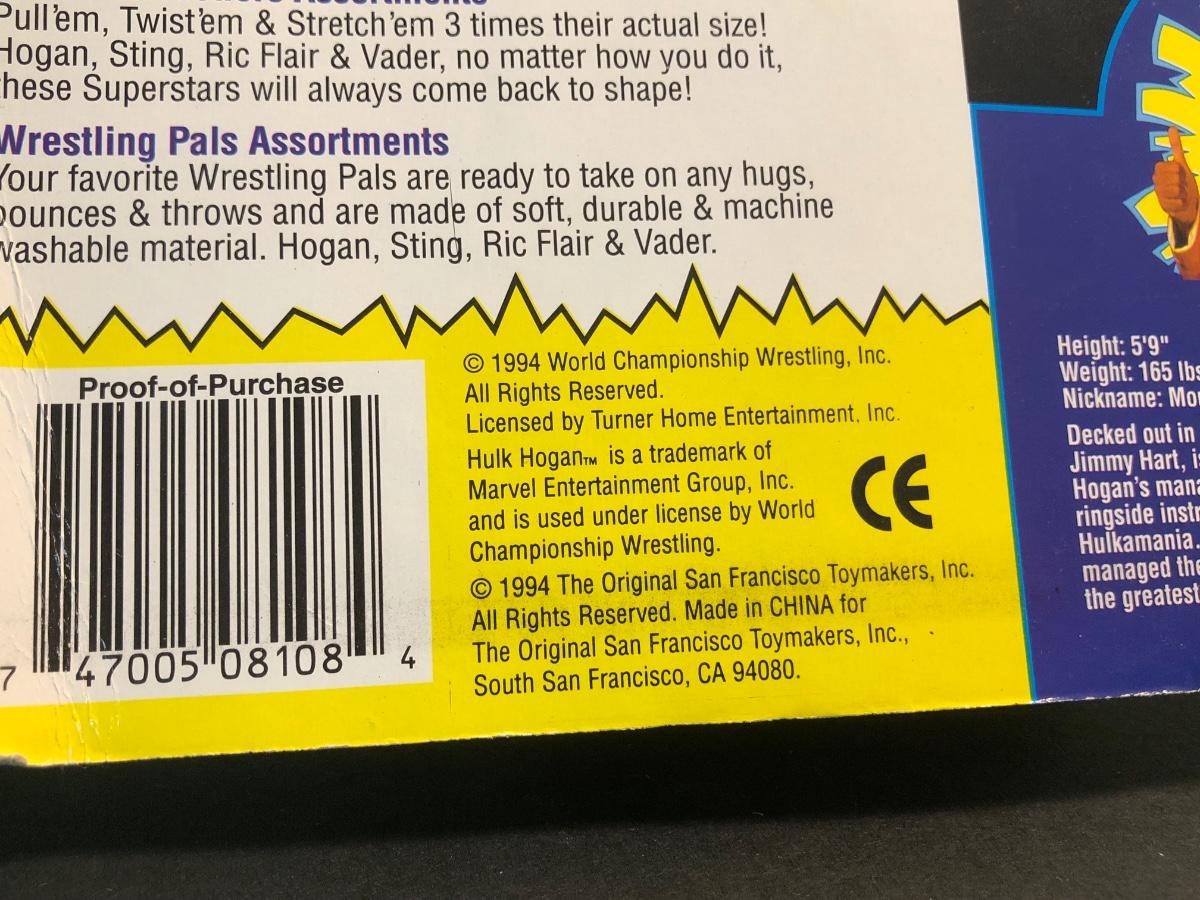 Pull'em, Twist'em & Stretch'em 3 times their actual size!
Hogan, Sting, Ric Flair & Vader, no matter how you do it,
these Superstars will always come back to shape!
Wrestling Pals Assortments
Your favorite Wrestling Pals are ready to take on any hugs,
bounces & throws and are made of soft, durable & machine
washable material. Hogan, Sting, Ric Flair & Vader.
Proof-of-Purchase
7 47005 08108 4
© 1994 World Championship Wrestling, Inc.
All Rights Reserved.
Licensed by Turner Home Entertainment, Inc.
Hulk Hogan™ is a trademark of
Marvel Entertainment Group, Inc.
and is used under license by World
Championship Wrestling.
CE
© 1994 The Original San Francisco Toymakers, Inc.
All Rights Reserved. Made in CHINA for
The Original San Francisco Toymakers, Inc.,
South San Francisco, CA 94080.
Height: 5'9"
Weight: 165 lbs
Nickname: Mou
Decked out in
Jimmy Hart, is
Hogan's mana
ringside instr
Hulkamania.
managed the
the greatest